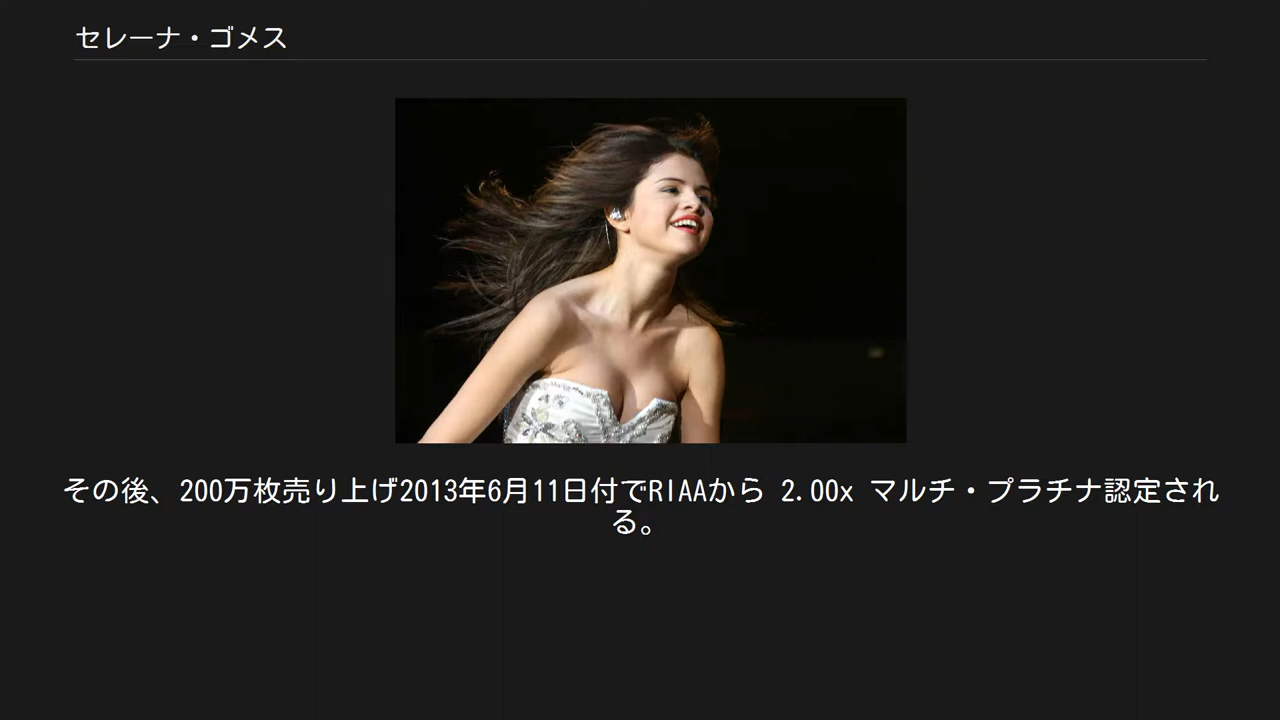 セレーナ・ゴメス
その後、200万枚売り上げ2013年6月11日付でRIAAから 2.00x マルチ・プラチナ認定され
る。